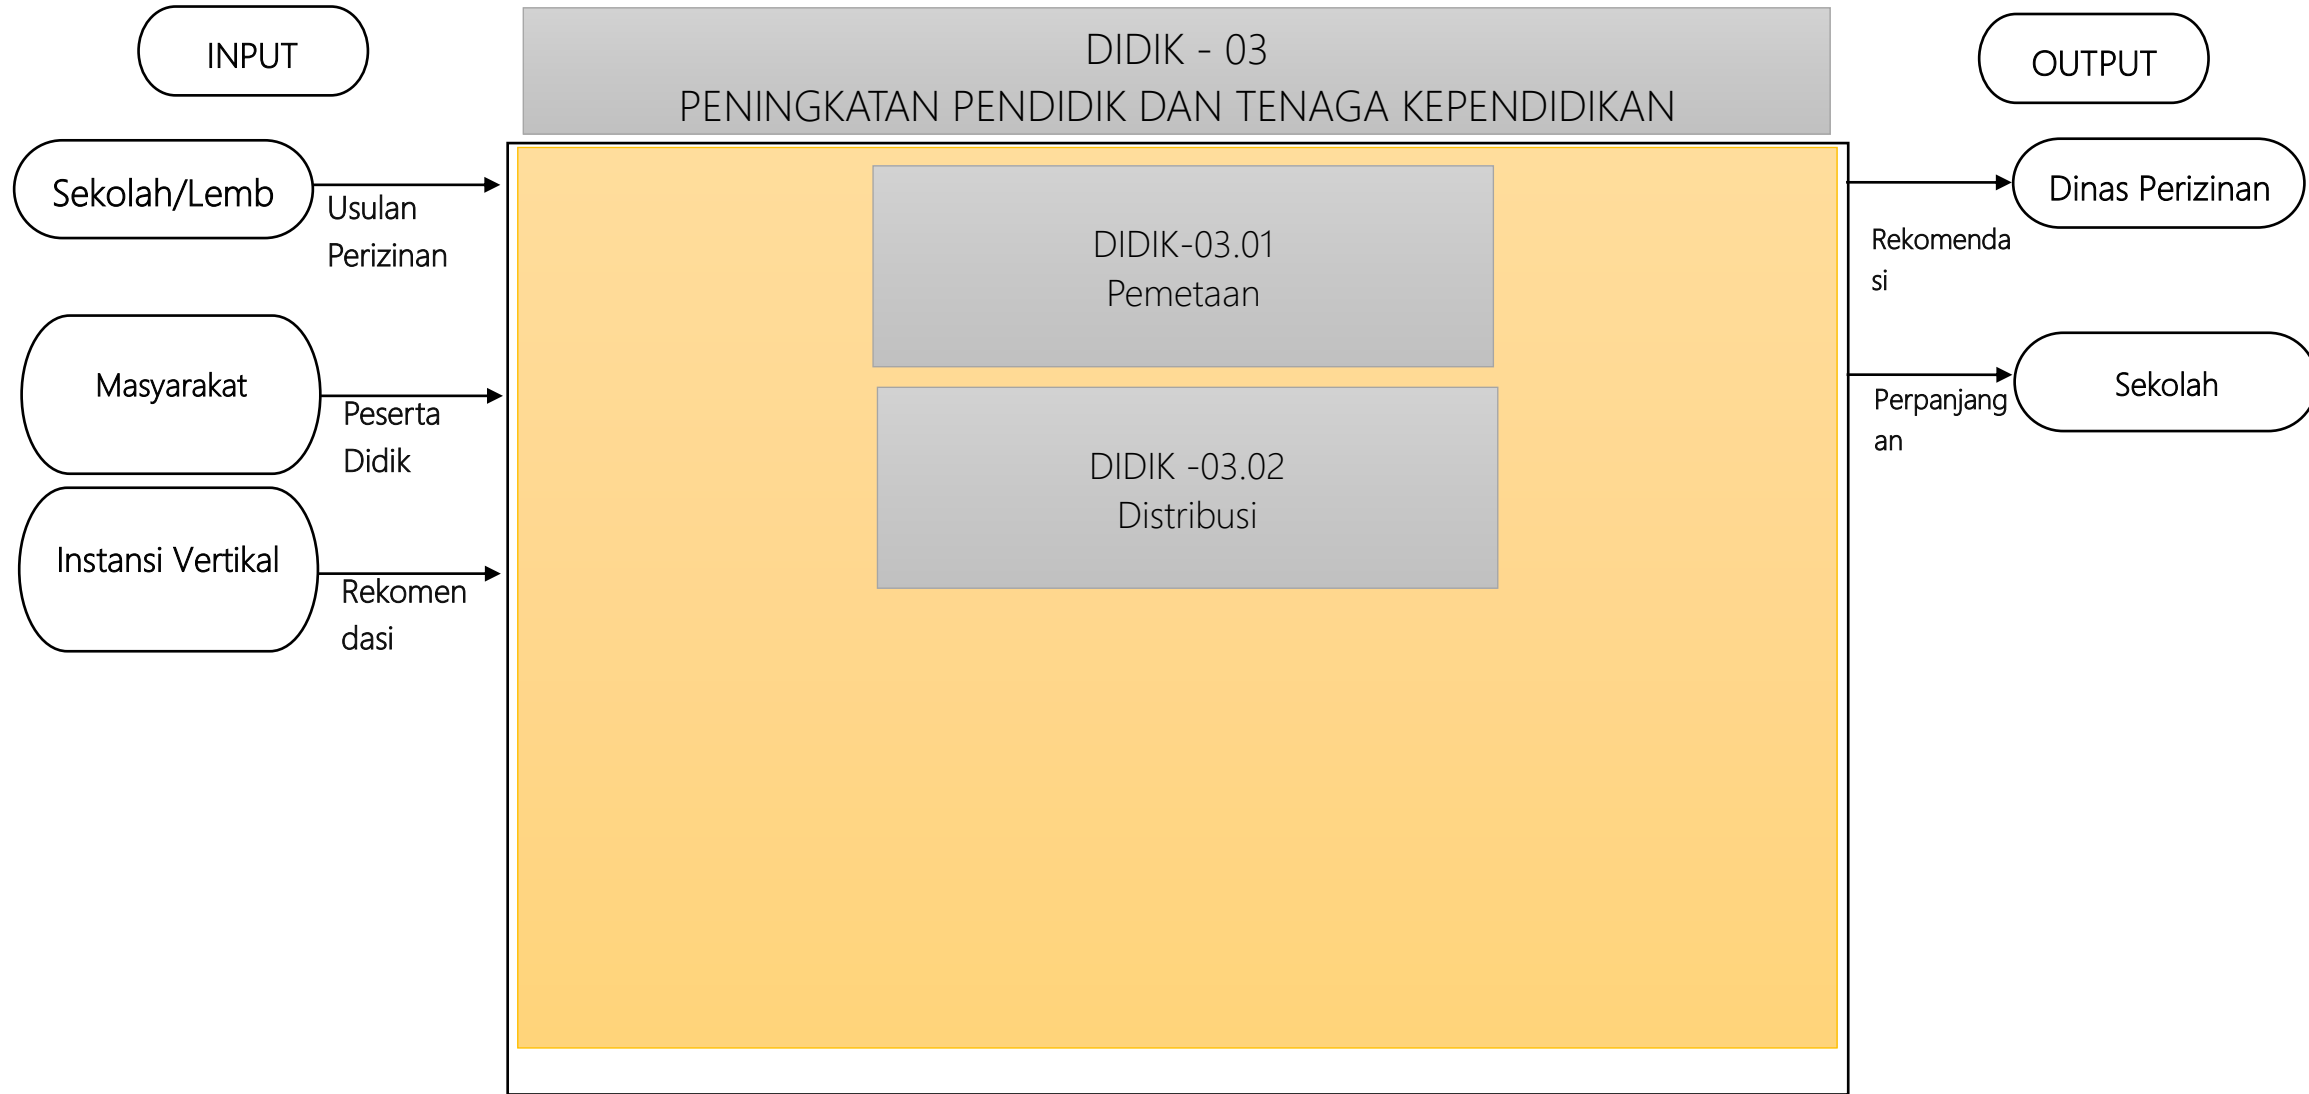 INPUT
DIDIK - 03
PENINGKATAN PENDIDIK DAN TENAGA KEPENDIDIKAN
OUTPUT
Sekolah/Lemb
Usulan
Perizinan
Masyarakat
Peserta
Didik
Instansi Vertikal
Rekomen
dasi
DIDIK-03.01
Pemetaan
DIDIK -03.02
Distribusi
Dinas Perizinan
Rekomenda
si
Sekolah
Perpanjang
an